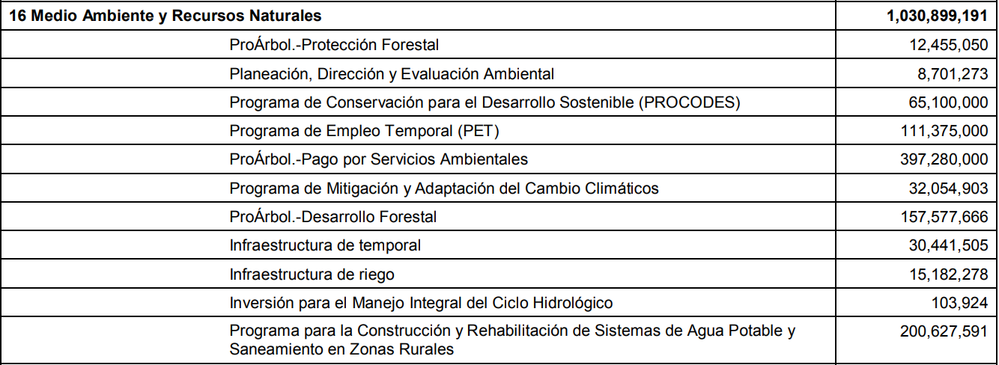 16 Medio Ambiente y Recursos Naturales 1,030,899,191
ProÁrbol.-Protección Forestal 12,455,050
Planeación, Dirección y Evaluación Ambiental 8,701,273
Programa de Conservación para el Desarrollo Sostenible (PROCODES) 65,100,000
Programa de Empleo Temporal (PET) 111,375,000
ProÁrbol.-Pago por Servicios Ambientales 397,280,000
Programa de Mitigación y Adaptación del Cambio Climáticos 32,054,903
ProÁrbol.-Desarrollo Forestal 157,577,666
Infraestructura de temporal 30,441,505
Infraestructura de riego 15,182,278
Inversión para el Manejo Integral del Ciclo Hidrológico 103,924
Programa para la Construcción y Rehabilitación de Sistemas de Agua Potable y 200,627,591
Saneamiento en Zonas Rurales